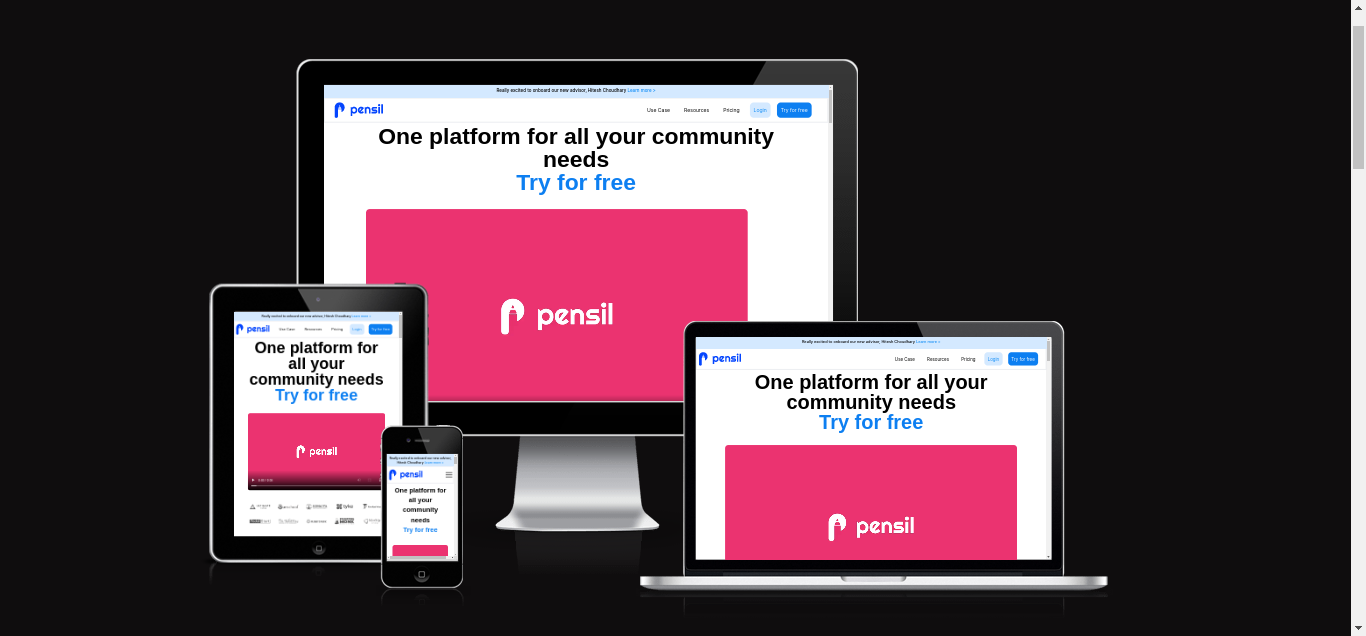 Really excited to onboard our new advisor, Hitesh Choudhary Learn more >
pensil
Use Case Resources Pricing Login Try for free
One platform for all your community
needs
Try for free
pensil
Really excited to onboard our new advisor, Hitesh Choudhary Learn more >
pensil
Use Case Resources Pricing Login Try for free
One platform for
all your
community needs
Try for free
pensil
Really excited to onboard our new advisor,
Hitesh Choudhary Learn more >
pensil
One platform for
all your
community
needs
Try for free
Really excited to onboard our new advisor, Hitesh Choudhary Learn more >
pensil
Use Case Resources Pricing Login Try for free
One platform for all your
community needs
Try for free
pensil